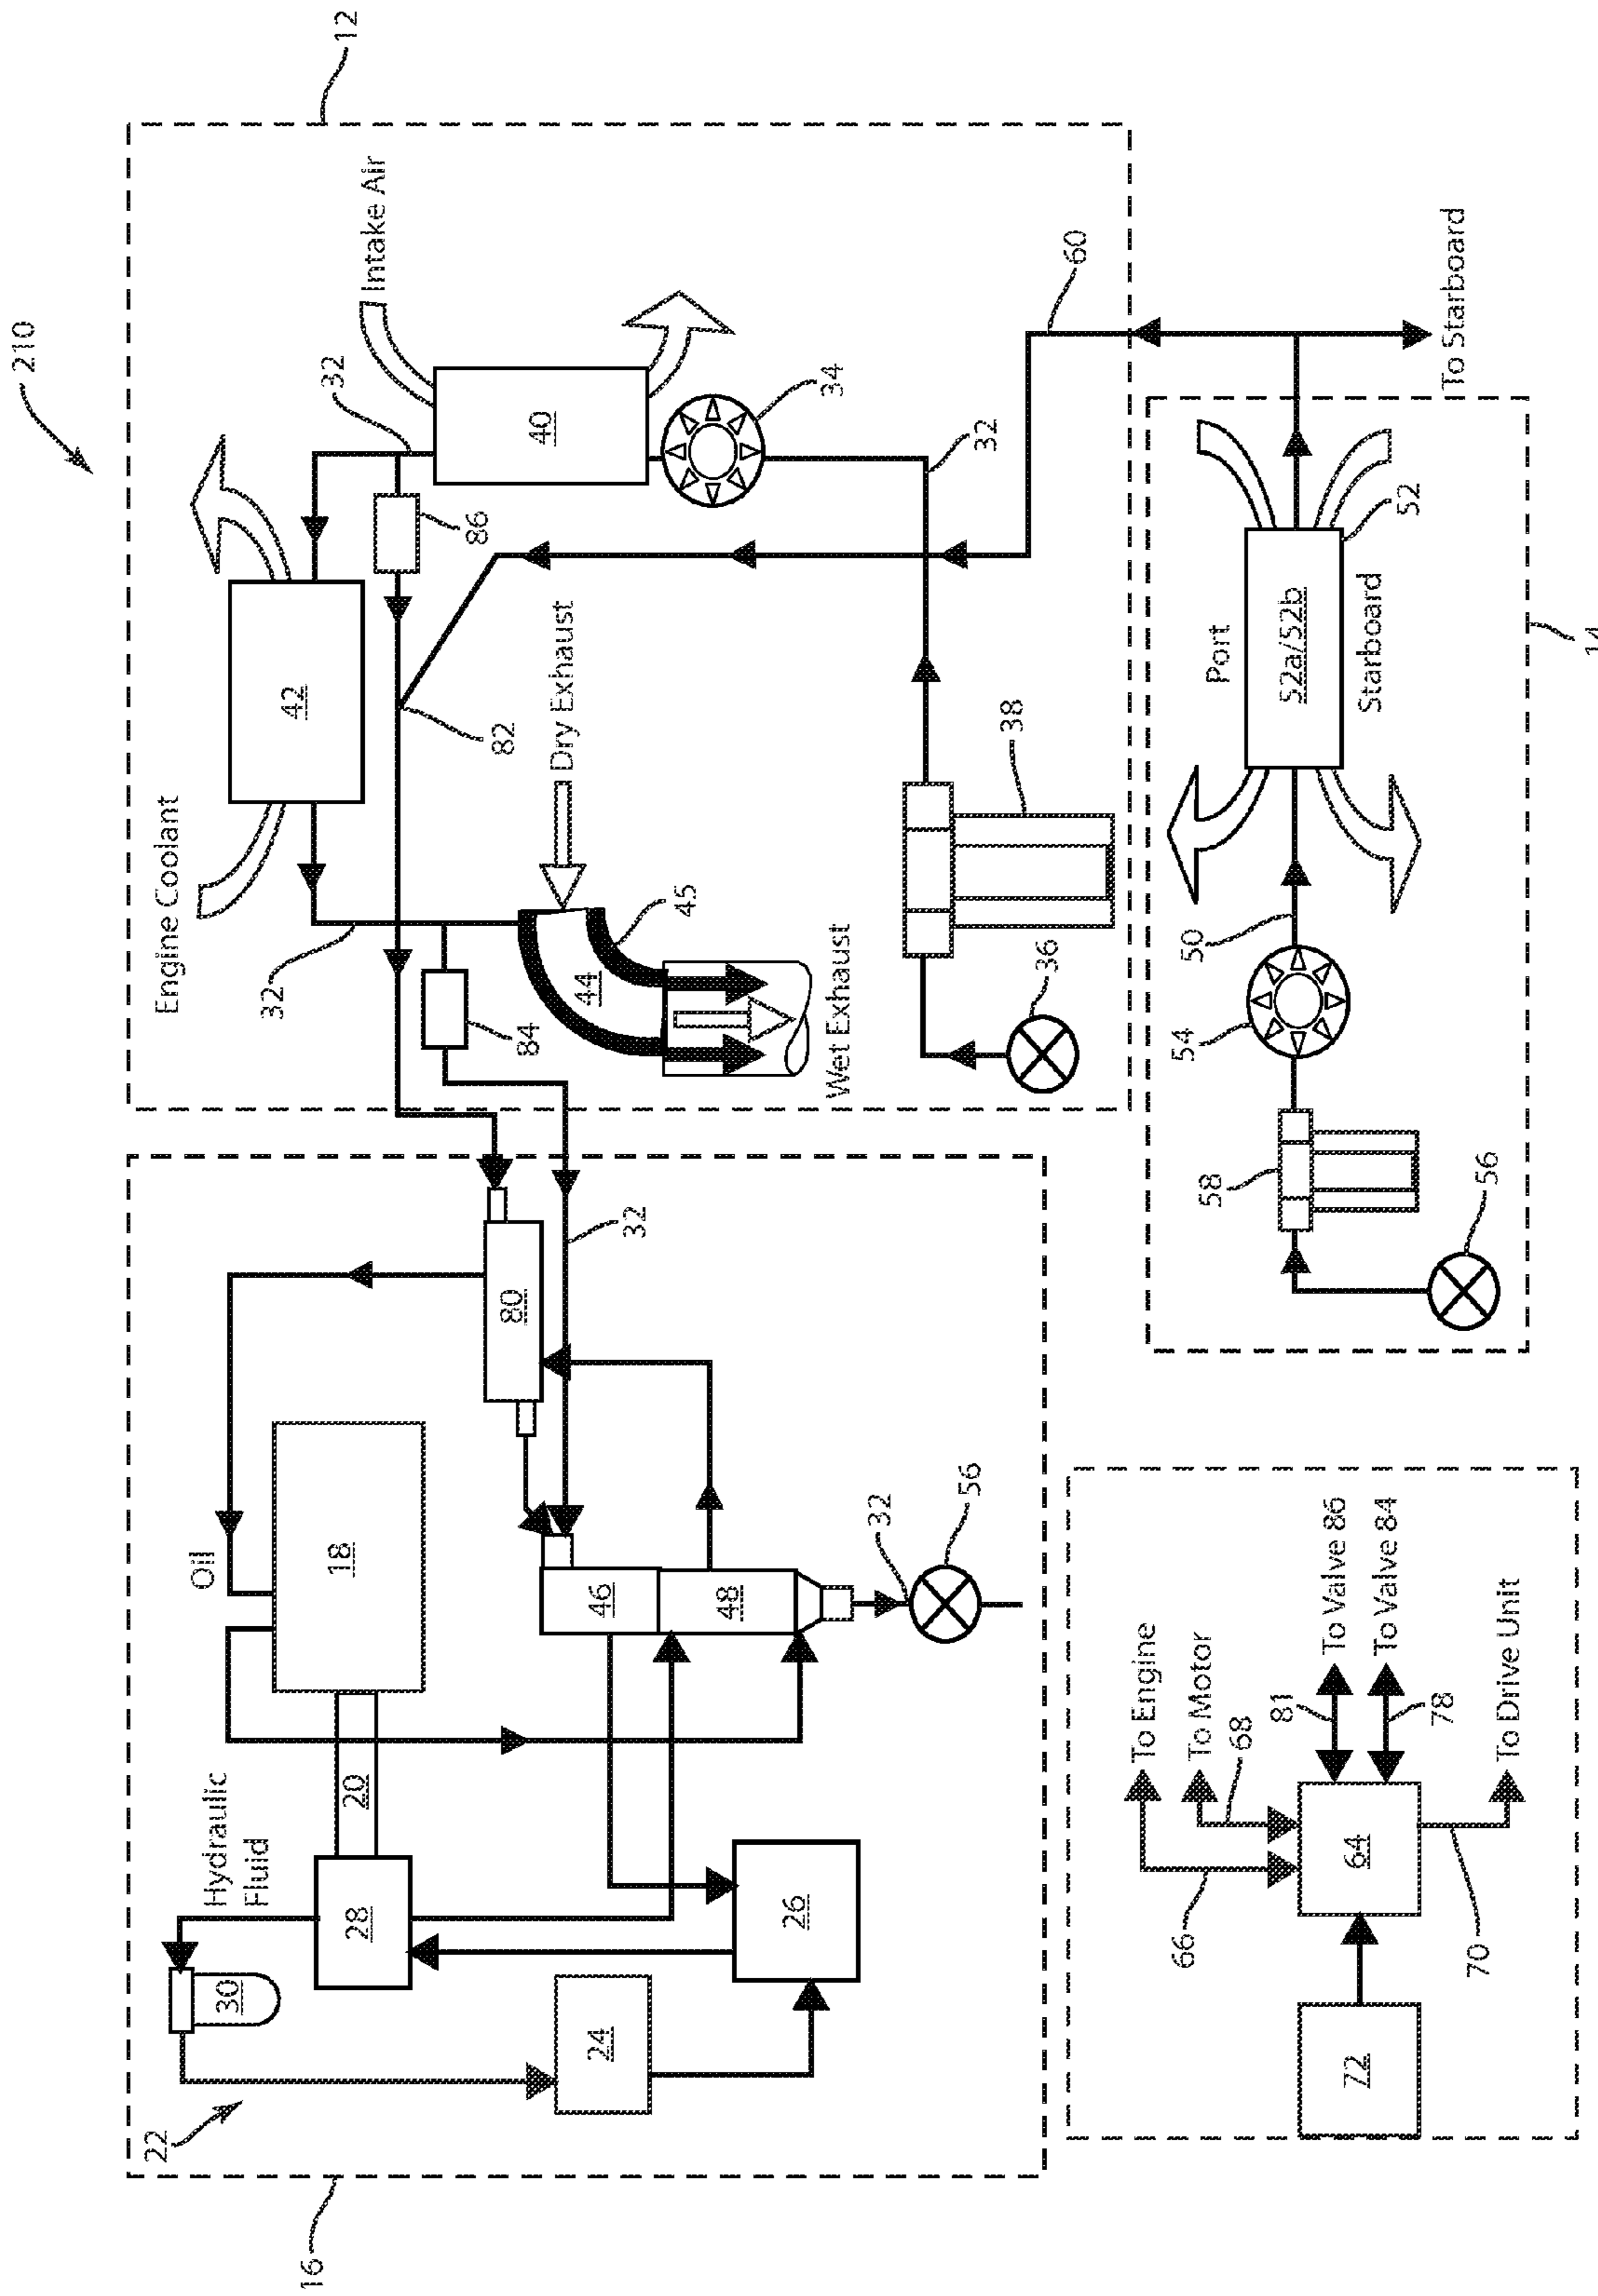 210
12
Intake Air
32
40
34
86
42
Engine Coolant
82
60
32
Dry Exhaust
45
44
Wet Exhaust
84
32
38
36
To Starboard
Port
52a/52b
Starboard
52
50
54
58
56
14
16
22
Oil
18
20
Hydraulic
Fluid
28
30
24
26
80
32
46
48
32
56
To Engine
To Motor
68
66
81
To Valve 86
To Valve 84
78
64
70
To Drive Unit
72